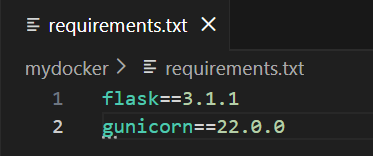 requirements.txt
mydocker > requirements.txt
1 flask==3.1.1
2 gunicorn==22.0.0